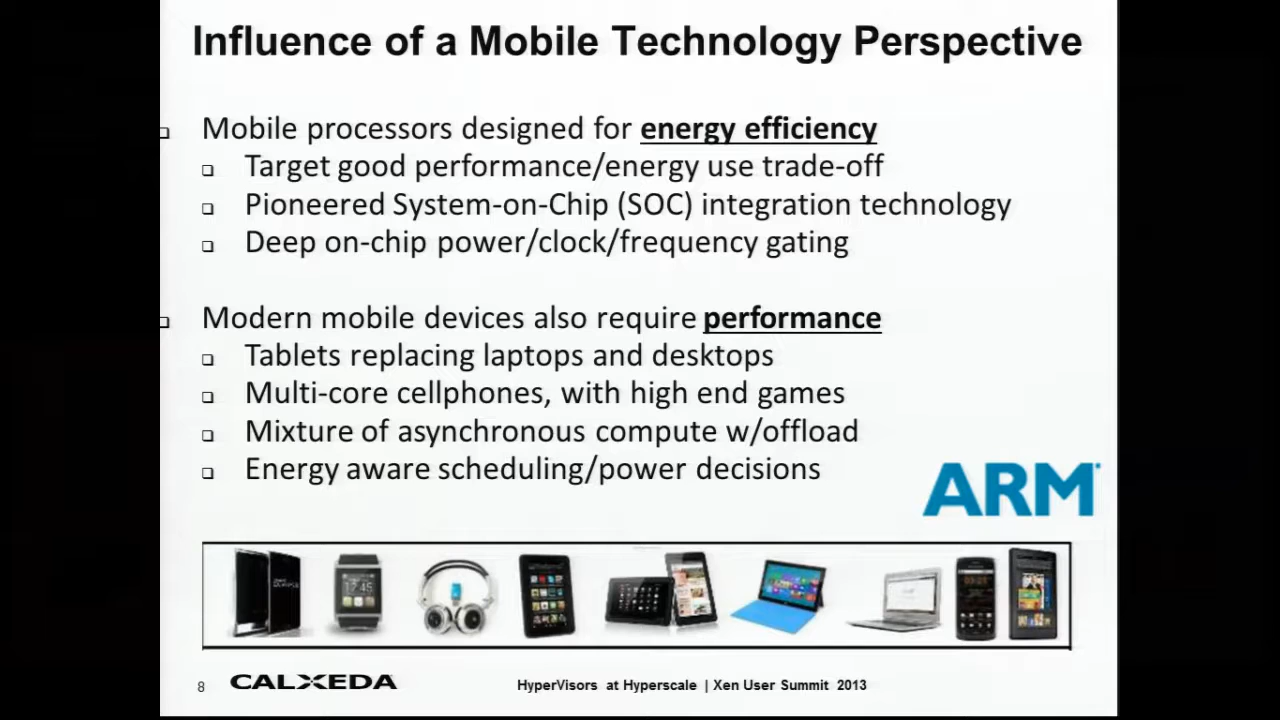 Influence of a Mobile Technology Perspective
Mobile processors designed for energy efficiency
Target good performance/energy use trade-off
Pioneered System-on-Chip (SOC) integration technology
Deep on-chip power/clock/frequency gating
Modern mobile devices also require performance
Tablets replacing laptops and desktops
Multi-core cellphones, with high end games
Mixture of asynchronous compute w/offload
Energy aware scheduling/power decisions
ARM
8 CALXEDA HyperVisors at Hyperscale | Xen User Summit 2013